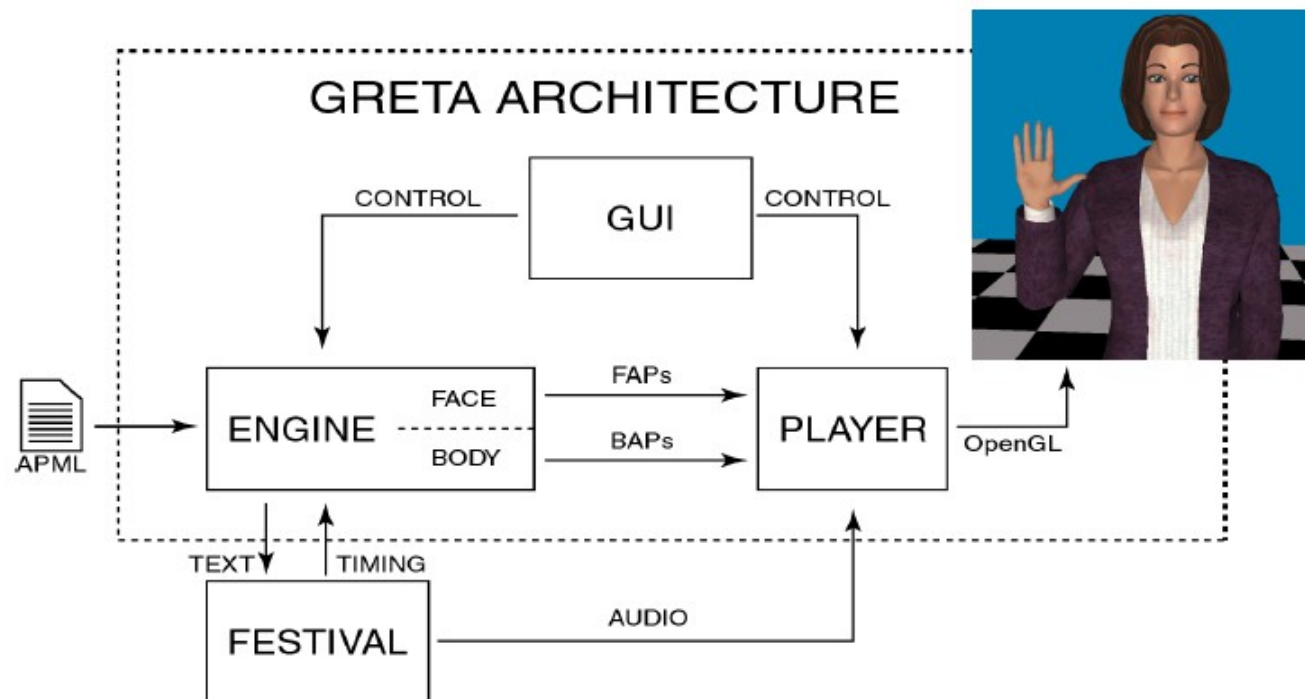 GRETA ARCHITECTURE
CONTROL
GUI
CONTROL
APML
ENGINE
FACE
BODY
FAPs
BAPs
PLAYER
OpenGL
TEXT
TIMING
FESTIVAL
AUDIO